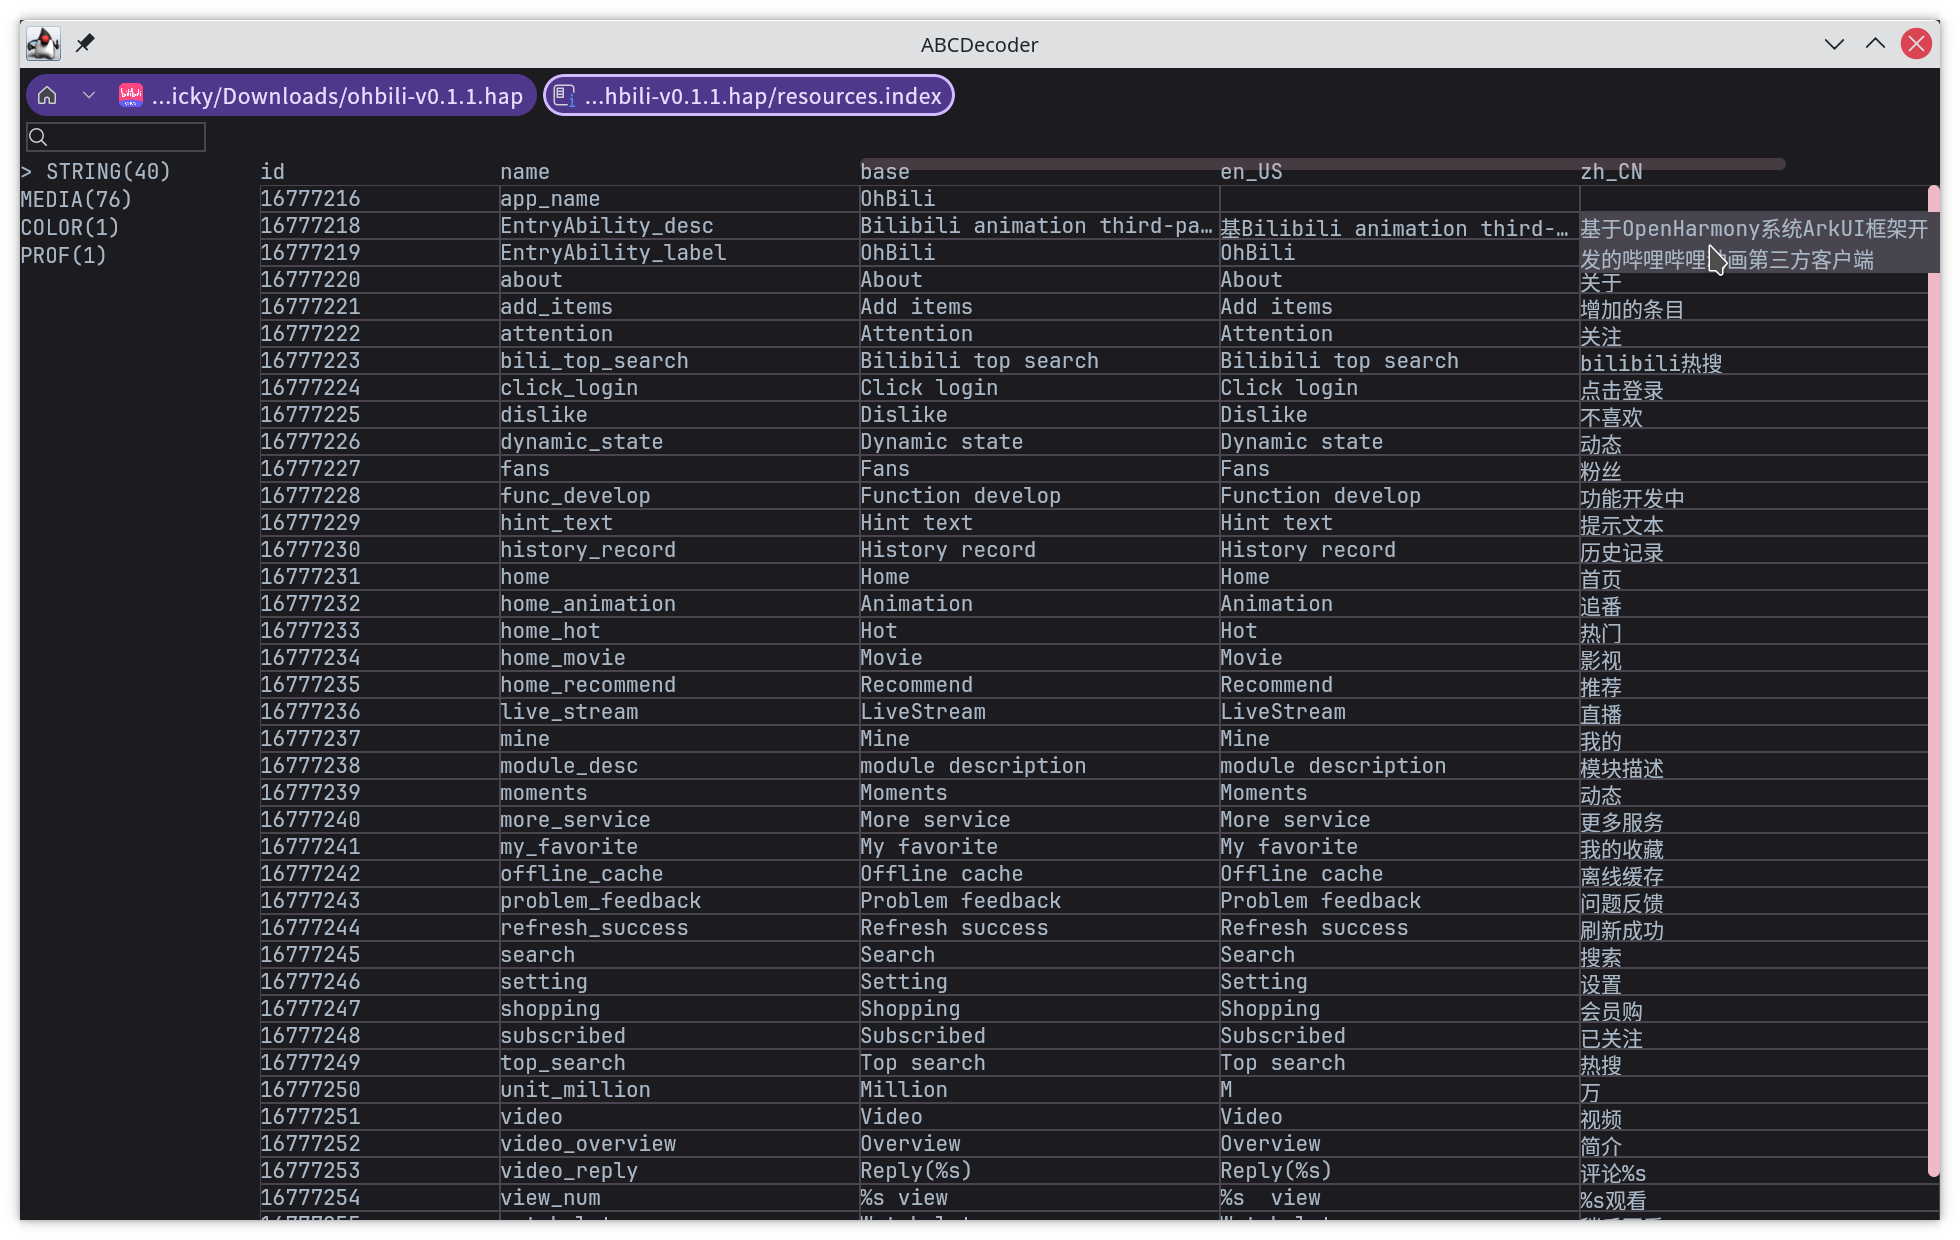 ABCDecoder
...icky/Downloads/ohbili-v0.1.1.hap ...hbili-v0.1.1.hap/resources.index
> STRING(40)
MEDIA(76)
COLOR(1)
PROF(1)
id name base en_US zh_CN
16777216 app_name OhBili
16777218 EntryAbility_desc Bilibili animation third-pa… 基Bilibili animation third-… 基于OpenHarmony系统ArkUI框架开
发的哔哩哔哩 画第三方客户端
16777219 EntryAbility_label OhBili OhBili
16777220 about About About 关于
16777221 add_items Add items Add items 增加的条目
16777222 attention Attention Attention 关注
16777223 bili_top_search Bilibili top search Bilibili top search bilibili热搜
16777224 click_login Click login Click login 点击登录
16777225 dislike Dislike Dislike 不喜欢
16777226 dynamic_state Dynamic state Dynamic state 动态
16777227 fans Fans Fans 粉丝
16777228 func_develop Function develop Function develop 功能开发中
16777229 hint_text Hint text Hint text 提示文本
16777230 history_record History record History record 历史记录
16777231 home Home Home 首页
16777232 home_animation Animation Animation 追番
16777233 home_hot Hot Hot 热门
16777234 home_movie Movie Movie 影视
16777235 home_recommend Recommend Recommend 推荐
16777236 live_stream LiveStream LiveStream 直播
16777237 mine Mine Mine 我的
16777238 module_desc module description module description 模块描述
16777239 moments Moments Moments 动态
16777240 more_service More service More service 更多服务
16777241 my_favorite My favorite My favorite 我的收藏
16777242 offline_cache Offline cache Offline cache 离线缓存
16777243 problem_feedback Problem feedback Problem feedback 问题反馈
16777244 refresh_success Refresh success Refresh success 刷新成功
16777245 search Search Search 搜索
16777246 setting Setting Setting 设置
16777247 shopping Shopping Shopping 会员购
16777248 subscribed Subscribed Subscribed 已关注
16777249 top_search Top search Top search 热搜
16777250 unit_million Million M 万
16777251 video Video Video 视频
16777252 video_overview Overview Overview 简介
16777253 video_reply Reply(%s) Reply(%s) 评论%s
16777254 view_num %s view %s  view %s观看